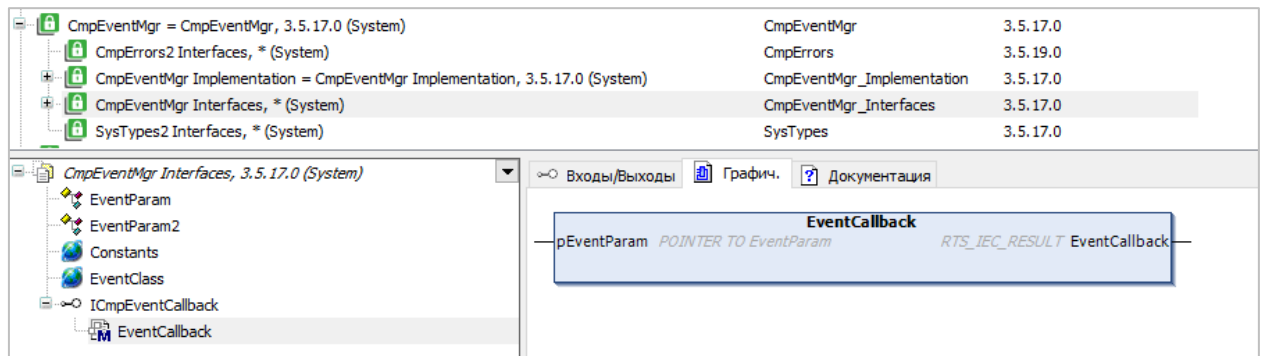 CmpEventMgr = CmpEventMgr, 3.5.17.0 (System) CmpEventMgr 3.5.17.0
CmpErrors2 Interfaces, * (System) CmpErrors 3.5.19.0
CmpEventMgr Implementation = CmpEventMgr Implementation, 3.5.17.0 (System) CmpEventMgr_Implementation 3.5.17.0
CmpEventMgr Interfaces, * (System) CmpEventMgr_Interfaces 3.5.17.0
SysTypes2 Interfaces, * (System) SysTypes 3.5.17.0
CmpEventMgr Interfaces, 3.5.17.0 (System)
EventParam
EventParam2
Constants
EventClass
ICmpEventCallback
EventCallback
Входы/Выходы Графич. Документация
EventCallback
pEventParam POINTER TO EventParam RTS_IEC_RESULT EventCallback